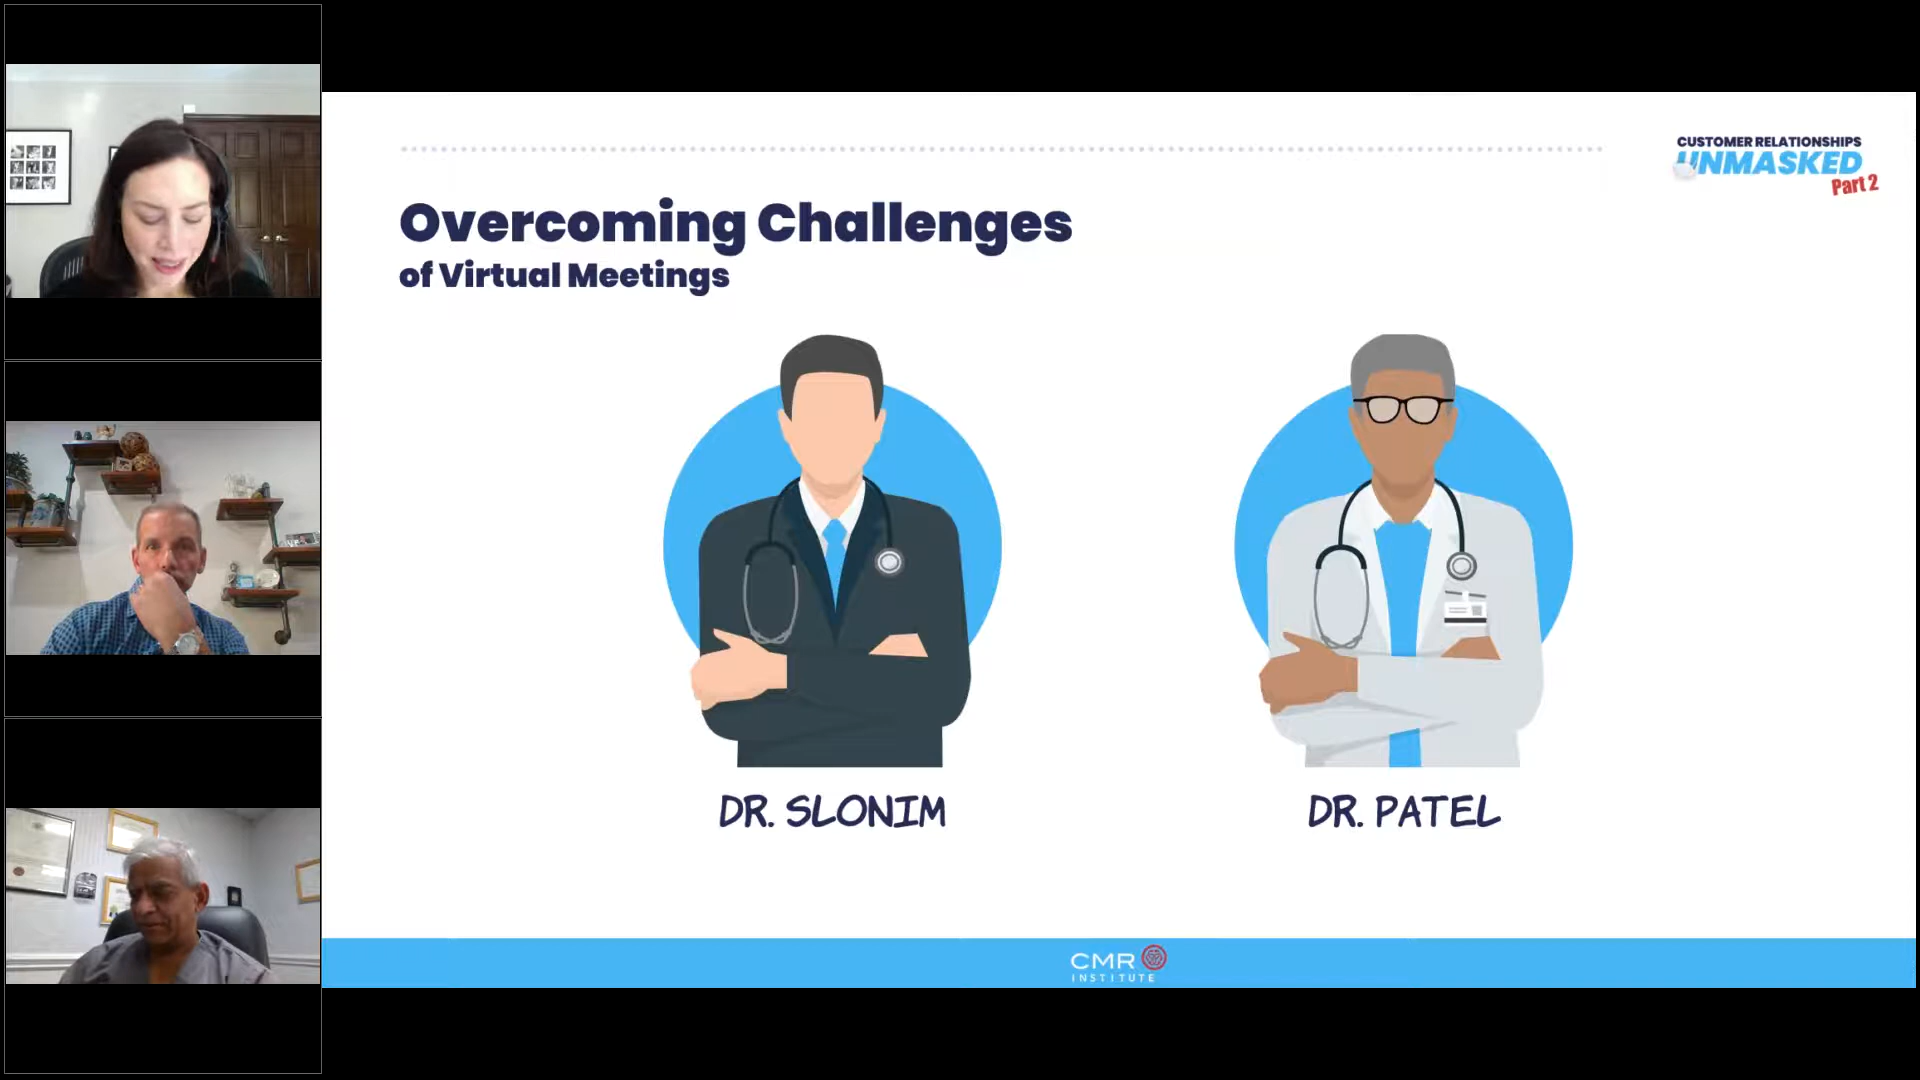 CUSTOMER RELATIONSHIPS
UNMASKED
Part 2
Overcoming Challenges
of Virtual Meetings
DR. SLONIM
DR. PATEL
CMR
INSTITUTE